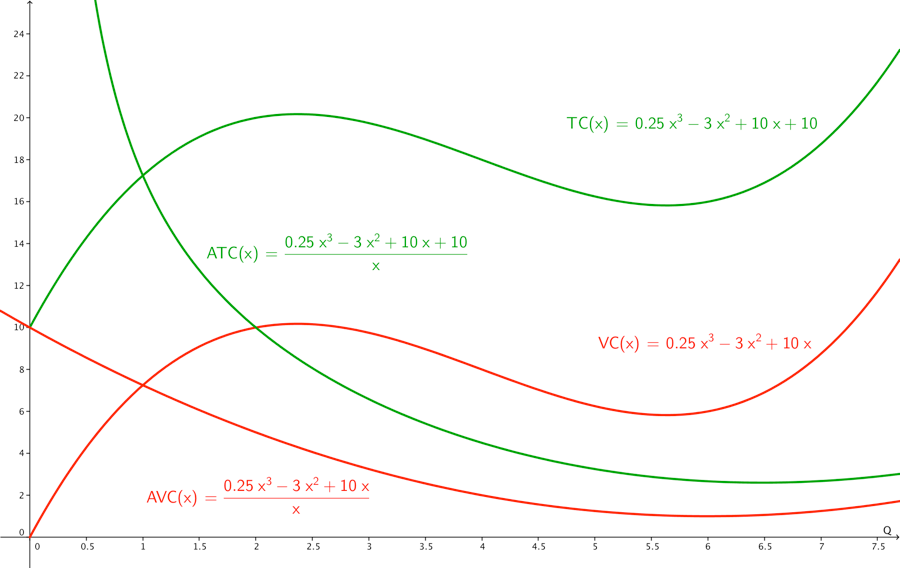 24
22
20
TC(x) = 0.25 x³ − 3 x² + 10 x + 10
18
16
14
ATC(x) = (0.25 x³ − 3 x² + 10 x + 10) / x
12
10
VC(x) = 0.25 x³ − 3 x² + 10 x
8
6
4
AVC(x) = (0.25 x³ − 3 x² + 10 x) / x
2
0 Q
0 0.5 1 1.5 2 2.5 3 3.5 4 4.5 5 5.5 6 6.5 7 7.5